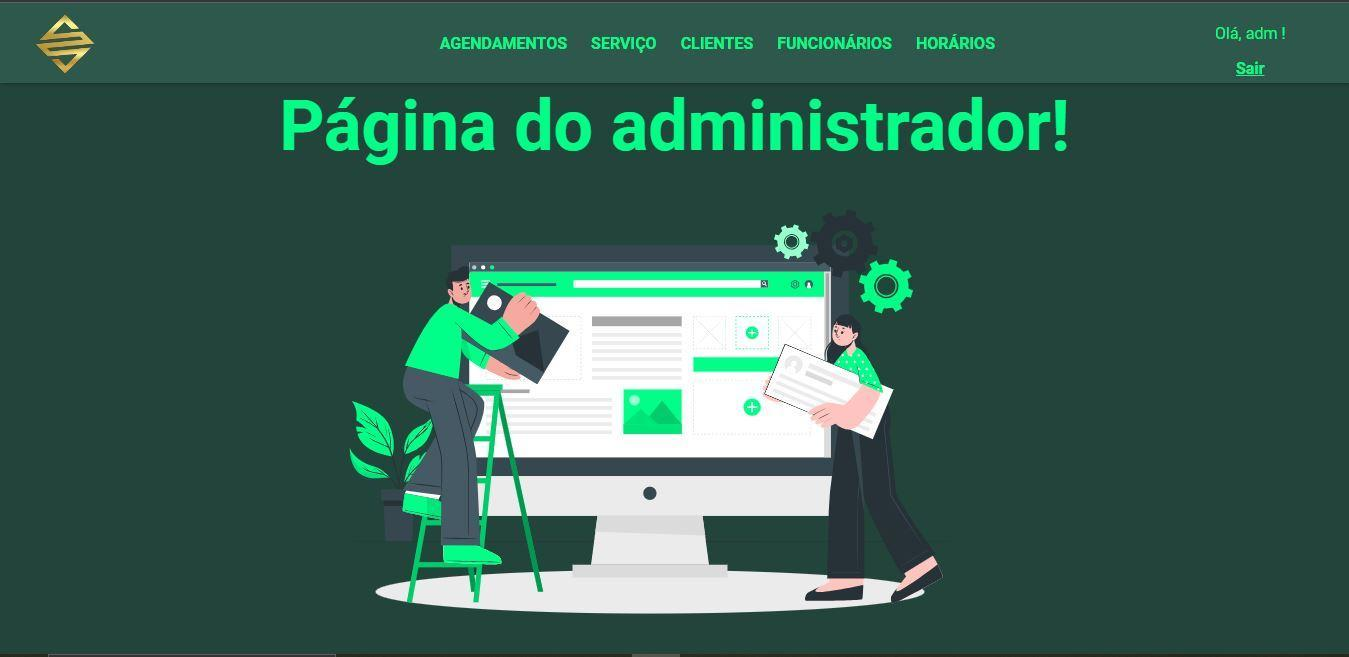 AGENDAMENTOS SERVIÇO CLIENTES FUNCIONÁRIOS HORÁRIOS
Olá, adm !
Sair
Página do administrador!